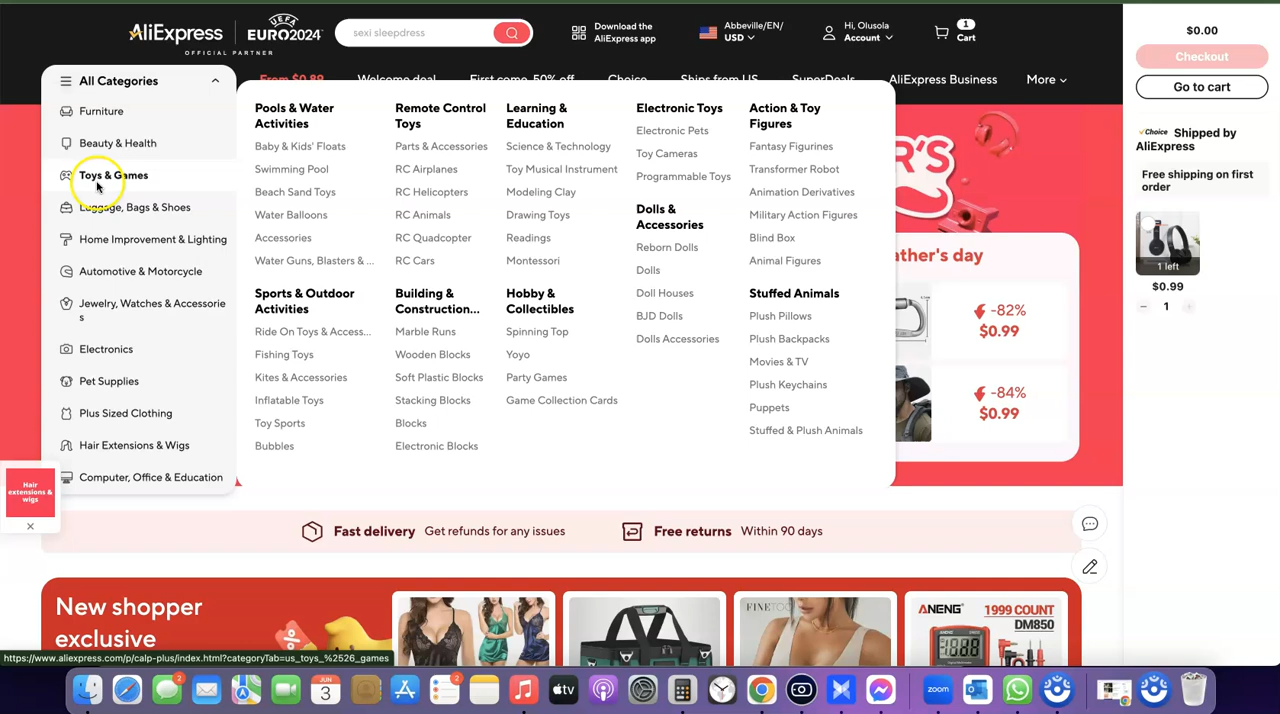 AliExpress
OFFICIAL PARTNER
UEFA
EURO2024
sexi sleepdress
Download the
AliExpress app
Abbeville/EN/
USD
Hi, Olusola
Account
1
Cart
All Categories
From $0.89
Welcome deal
First come, 50% off
Choice
Ships from US
SuperDeals
AliExpress Business
More
Furniture
Beauty & Health
Toys & Games
Luggage, Bags & Shoes
Home Improvement & Lighting
Automotive & Motorcycle
Jewelry, Watches & Accessorie
s
Electronics
Pet Supplies
Plus Sized Clothing
Hair Extensions & Wigs
Computer, Office & Education
Pools & Water
Activities
Baby & Kids' Floats
Swimming Pool
Beach Sand Toys
Water Balloons
Accessories
Water Guns, Blasters & ...
Sports & Outdoor
Activities
Ride On Toys & Access...
Fishing Toys
Kites & Accessories
Inflatable Toys
Toy Sports
Bubbles
Remote Control
Toys
Parts & Accessories
RC Airplanes
RC Helicopters
RC Animals
RC Quadcopter
RC Cars
Building &
Construction...
Marble Runs
Wooden Blocks
Soft Plastic Blocks
Stacking Blocks
Blocks
Electronic Blocks
Learning &
Education
Science & Technology
Toy Musical Instrument
Modeling Clay
Drawing Toys
Readings
Montessori
Hobby &
Collectibles
Spinning Top
Yoyo
Party Games
Game Collection Cards
Electronic Toys
Electronic Pets
Toy Cameras
Programmable Toys
Dolls &
Accessories
Reborn Dolls
Dolls
Doll Houses
BJD Dolls
Dolls Accessories
Action & Toy
Figures
Fantasy Figurines
Transformer Robot
Animation Derivatives
Military Action Figures
Blind Box
Animal Figures
Stuffed Animals
Plush Pillows
Plush Backpacks
Movies & TV
Plush Keychains
Puppets
Stuffed & Plush Animals
R'S
ather's day
-82%
$0.99
-84%
$0.99
$0.00
Checkout
Go to cart
Choice Shipped by
AliExpress
Free shipping on first
order
1 left
$0.99
1
Hair
extensions &
wigs
Fast delivery Get refunds for any issues
Free returns Within 90 days
New shopper
exclusive
FINETOO
ANENG
1999 COUNT
DM850
https://www.aliexpress.com/p/calp-plus/index.html?categoryTab=us_toys_%2526_games
2
JUN
3
2
tv
zoom